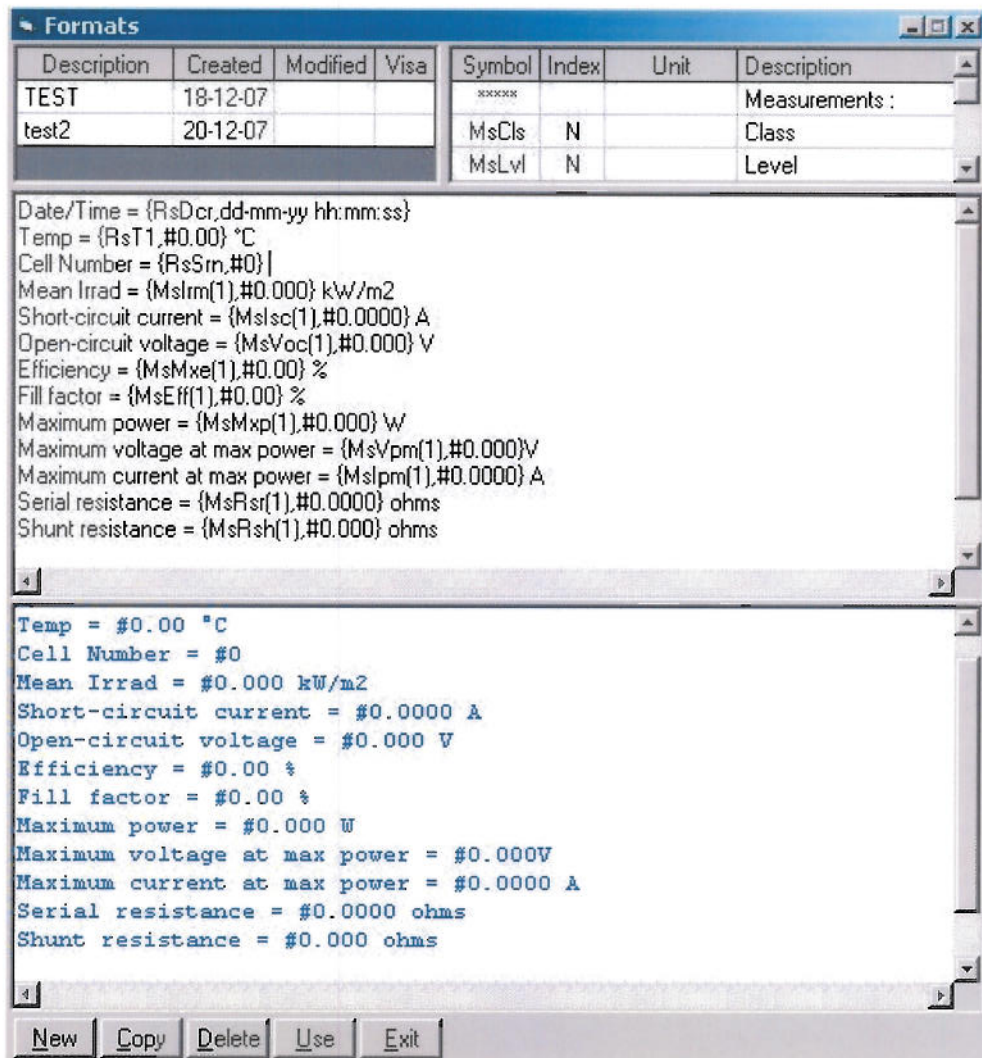 Formats
Description Created Modified Visa
TEST 18-12-07
test2 20-12-07
Symbol Index Unit Description
xxxxx Measurements :
MsCls N Class
MsLvl N Level
Date/Time = {RsDcr,dd-mm-yy hh:mm:ss}
Temp = {RsT1,#0.00} °C
Cell Number = {RsSrn,#0}
Mean Irrad = {MsIrm(1),#0.000} kW/m2
Short-circuit current = {MsIsc(1),#0.0000} A
Open-circuit voltage = {MsVoc(1),#0.000} V
Efficiency = {MsMxe(1),#0.00} %
Fill factor = {MsEff(1),#0.00} %
Maximum power = {MsMxp(1),#0.000} W
Maximum voltage at max power = {MsVpm(1),#0.000}V
Maximum current at max power = {MsIpm(1),#0.0000} A
Serial resistance = {MsRsr(1),#0.0000} ohms
Shunt resistance = {MsRsh(1),#0.000} ohms
Temp = #0.00 °C
Cell Number = #0
Mean Irrad = #0.000 kW/m2
Short-circuit current = #0.0000 A
Open-circuit voltage = #0.000 V
Efficiency = #0.00 %
Fill factor = #0.00 %
Maximum power = #0.000 W
Maximum voltage at max power = #0.000V
Maximum current at max power = #0.0000 A
Serial resistance = #0.0000 ohms
Shunt resistance = #0.000 ohms
New Copy Delete Use Exit